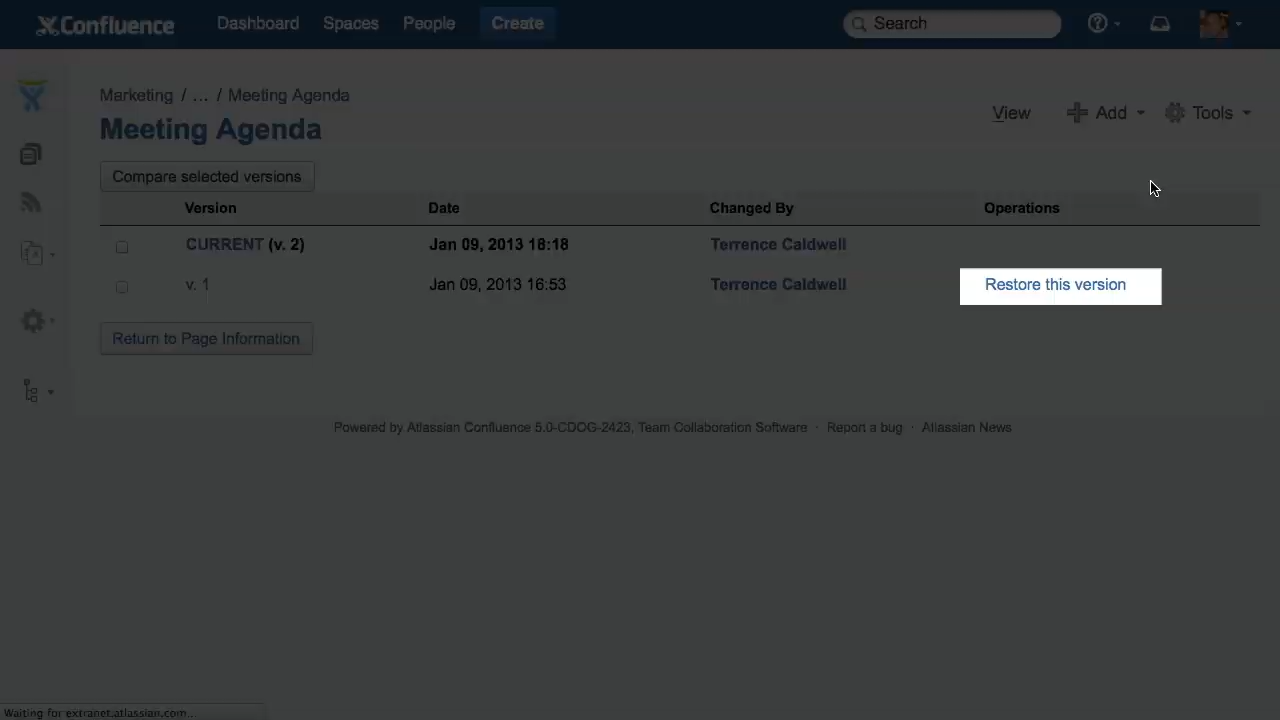 Confluence Dashboard Spaces People Create Search
Marketing / ... / Meeting Agenda
View Add Tools
Meeting Agenda
Compare selected versions
Version Date Changed By Operations
CURRENT (v. 2) Jan 09, 2013 18:18 Terrence Caldwell
v. 1 Jan 09, 2013 16:53 Terrence Caldwell Restore this version
Return to Page Information
Powered by Atlassian Confluence 5.0-CDOG-2423, Team Collaboration Software · Report a bug · Atlassian News
Waiting for extranet.atlassian.com...